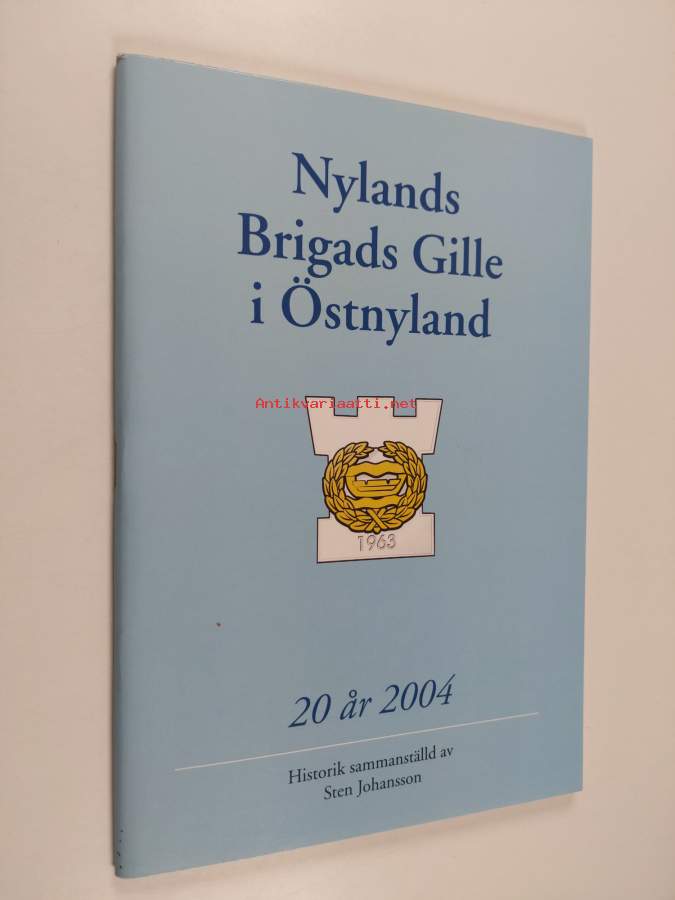 Nylands
Brigads Gille
i Östnyland
Antikvariaatti.net
1963
20 år 2004
Historik sammanställd av
Sten Johansson